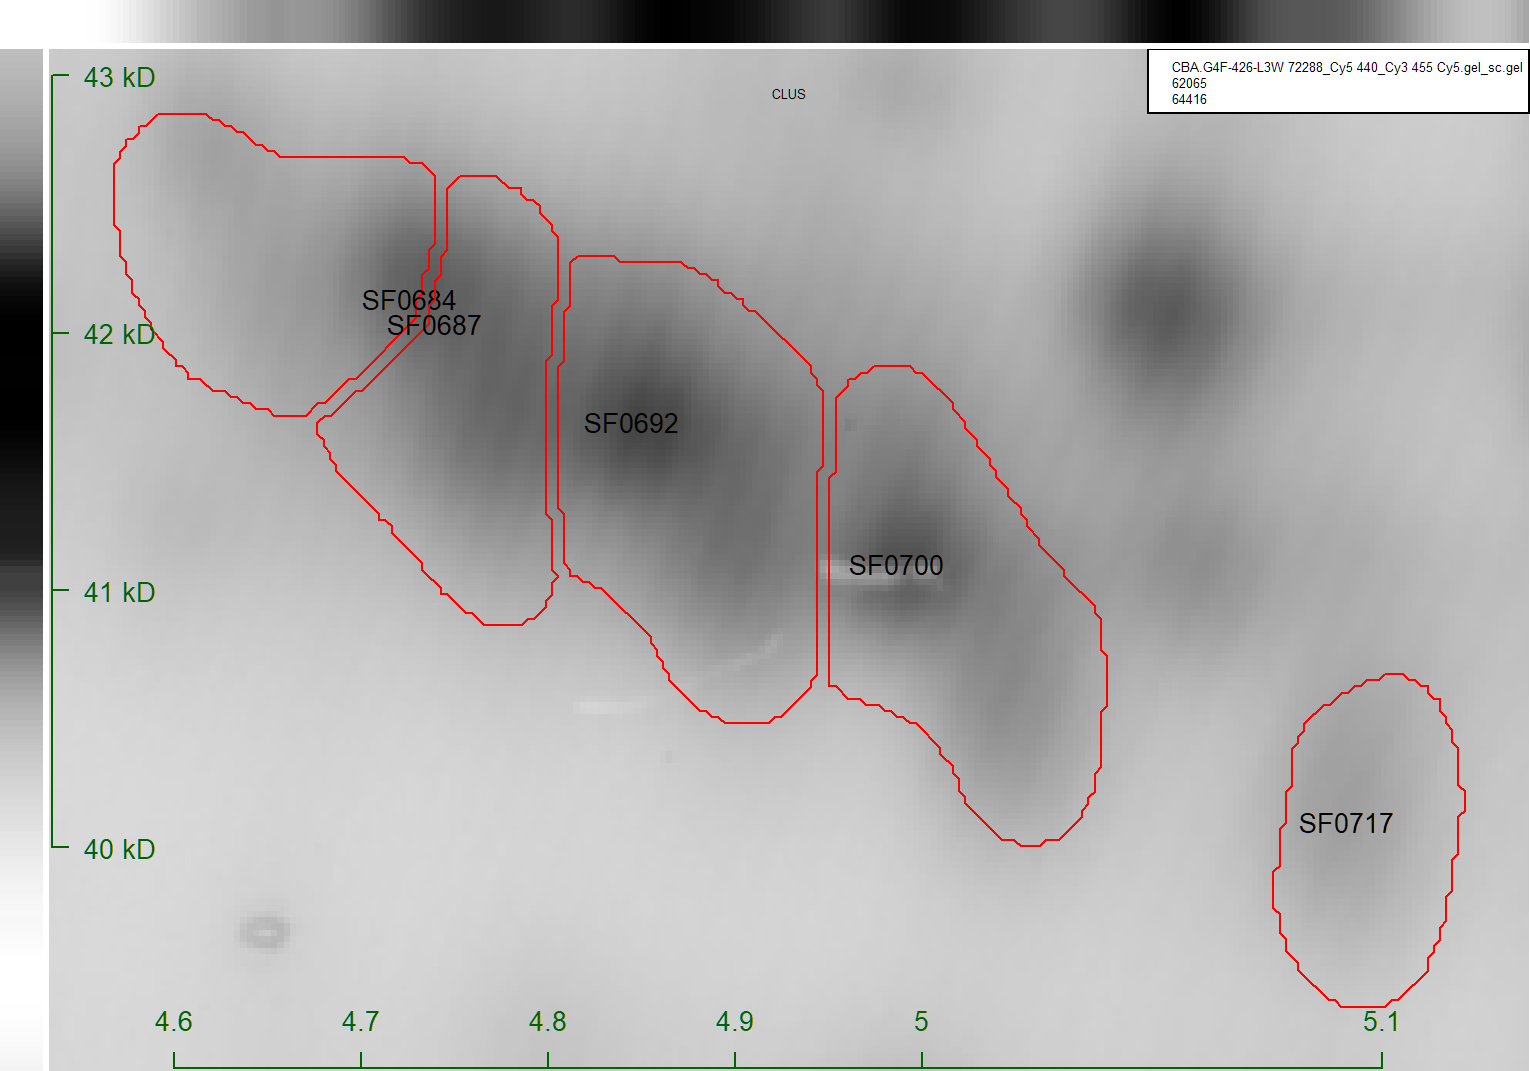 CBA.G4F-426-L3W 72288_Cy5 440_Cy3 455 Cy5.gel_sc.gel
62065
64416
43 kD
CLUS
SF0684
SF0687
42 kD
SF0692
SF0700
41 kD
SF0717
40 kD
4.6 4.7 4.8 4.9 5 5.1